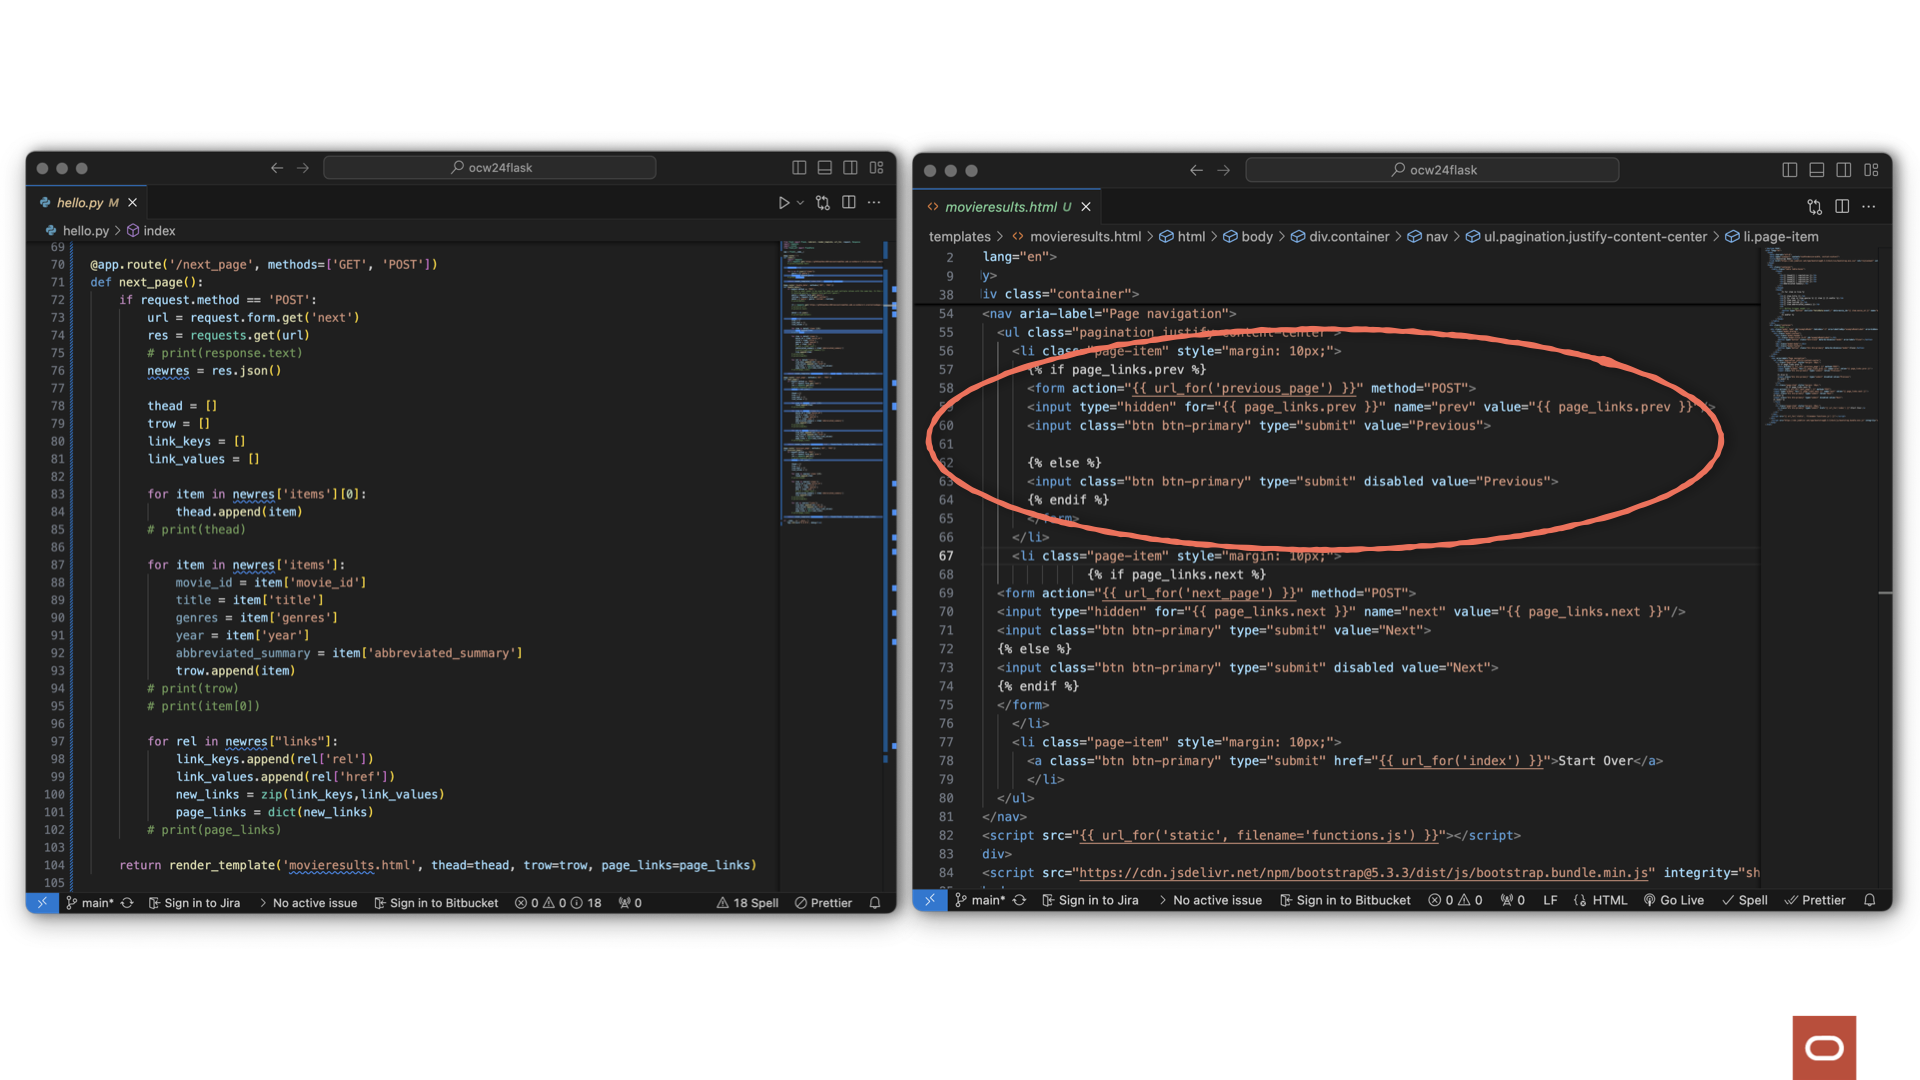 ocw24flask
hello.py M
hello.py > index
69
70 @app.route('/next_page', methods=['GET', 'POST'])
71 def next_page():
72 if request.method == 'POST':
73 url = request.form.get('next')
74 res = requests.get(url)
75 # print(response.text)
76 newres = res.json()
77
78 thead = []
79 trow = []
80 link_keys = []
81 link_values = []
82
83 for item in newres['items'][0]:
84 thead.append(item)
85 # print(thead)
86
87 for item in newres['items']:
88 movie_id = item['movie_id']
89 title = item['title']
90 genres = item['genres']
91 year = item['year']
92 abbreviated_summary = item['abbreviated_summary']
93 trow.append(item)
94 # print(trow)
95 # print(item[0])
96
97 for rel in newres["links"]:
98 link_keys.append(rel['rel'])
99 link_values.append(rel['href'])
100 new_links = zip(link_keys,link_values)
101 page_links = dict(new_links)
102 # print(page_links)
103
104 return render_template('movieresults.html', thead=thead, trow=trow, page_links=page_links)
105
main* Sign in to Jira > No active issue Sign in to Bitbucket 0 0 18 0 18 Spell Prettier
ocw24flask
movieresults.html U
templates > movieresults.html > html > body > div.container > nav > ul.pagination.justify-content-center > li.page-item
2 lang="en">
9 y>
38 iv class="container">
54 <nav aria-label="Page navigation">
55 <ul class="pagination justify-content-center">
56 <li class="page-item" style="margin: 10px;">
57 {% if page_links.prev %}
58 <form action="{{ url_for('previous_page') }}" method="POST">
59 <input type="hidden" for="{{ page_links.prev }}" name="prev" value="{{ page_links.prev }}"/>
60 <input class="btn btn-primary" type="submit" value="Previous">
61
62 {% else %}
63 <input class="btn btn-primary" type="submit" disabled value="Previous">
64 {% endif %}
65 </form>
66 </li>
67 <li class="page-item" style="margin: 10px;">
68 {% if page_links.next %}
69 <form action="{{ url_for('next_page') }}" method="POST">
70 <input type="hidden" for="{{ page_links.next }}" name="next" value="{{ page_links.next }}"/>
71 <input class="btn btn-primary" type="submit" value="Next">
72 {% else %}
73 <input class="btn btn-primary" type="submit" disabled value="Next">
74 {% endif %}
75 </form>
76 </li>
77 <li class="page-item" style="margin: 10px;">
78 <a class="btn btn-primary" type="submit" href="{{ url_for('index') }}">Start Over</a>
79 </li>
80 </ul>
81 </nav>
82 <script src="{{ url_for('static', filename='functions.js') }}"></script>
83 div>
84 <script src="https://cdn.jsdelivr.net/npm/bootstrap@5.3.3/dist/js/bootstrap.bundle.min.js" integrity="sh
main* Sign in to Jira > No active issue Sign in to Bitbucket 0 0 0 LF HTML Go Live Spell Prettier